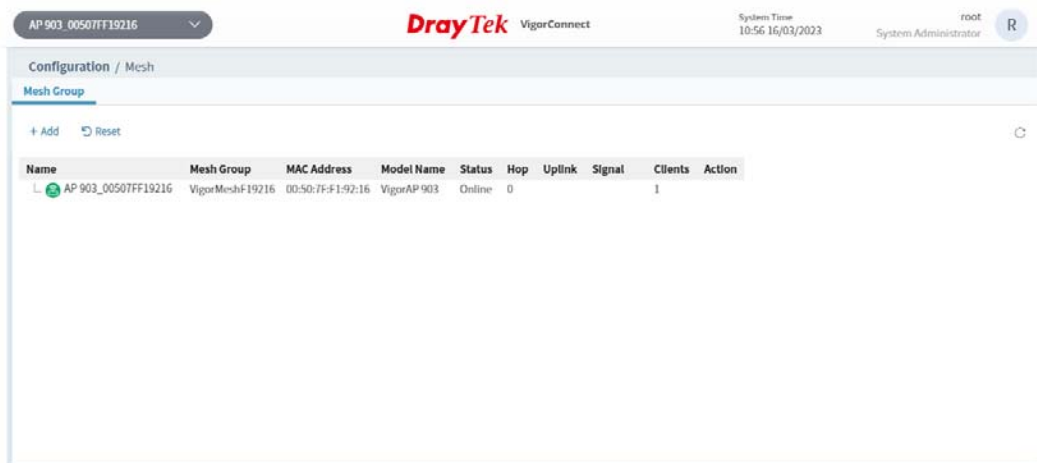 AP 903_00507FF19216 DrayTek VigorConnect System Time root R
10:56 16/03/2023 System Administrator
Configuration / Mesh
Mesh Group
+ Add Reset
Name Mesh Group MAC Address Model Name Status Hop Uplink Signal Clients Action
AP 903_00507FF19216 VigorMeshF19216 00:50:7F:F1:92:16 VigorAP 903 Online 0 1